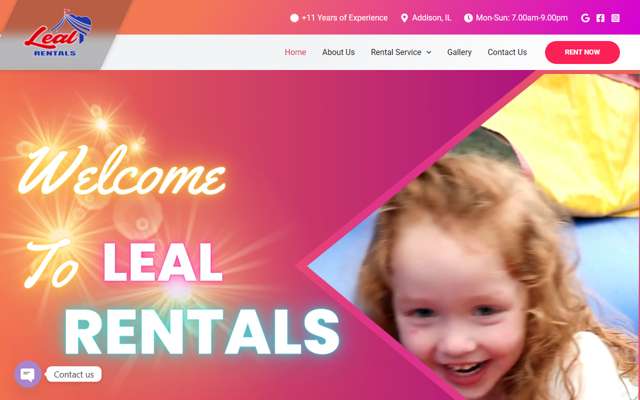 +11 Years of Experience
Addison, IL
Mon-Sun: 7.00am-9.00pm
Leal
RENTALS
Home
About Us
Rental Service
Gallery
Contact Us
RENT NOW
Welcome
To LEAL
RENTALS
Contact us